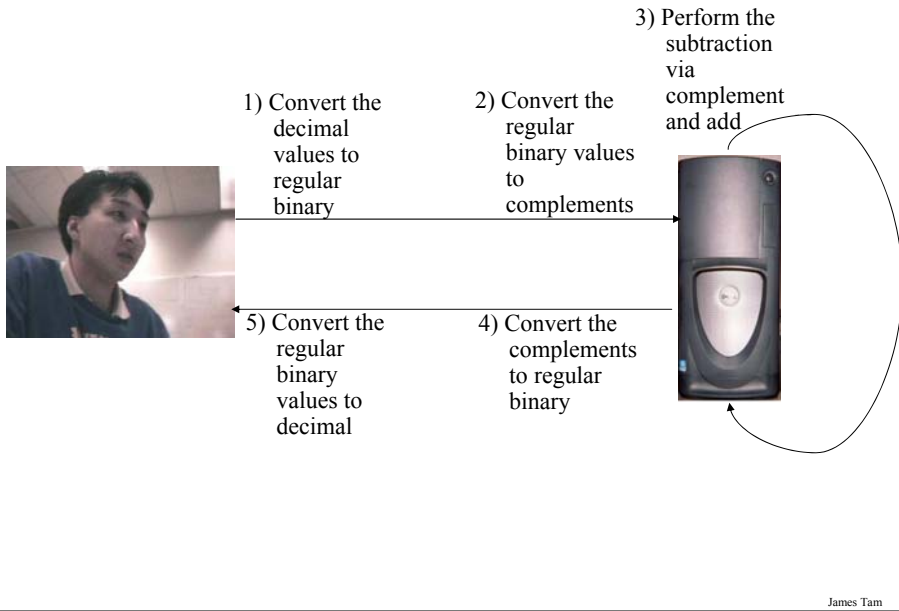 3) Perform the
subtraction
via
complement
and add
1) Convert the
decimal
values to
regular
binary
2) Convert the
regular
binary values
to
complements
5) Convert the
regular
binary
values to
decimal
4) Convert the
complements
to regular
binary
James Tam